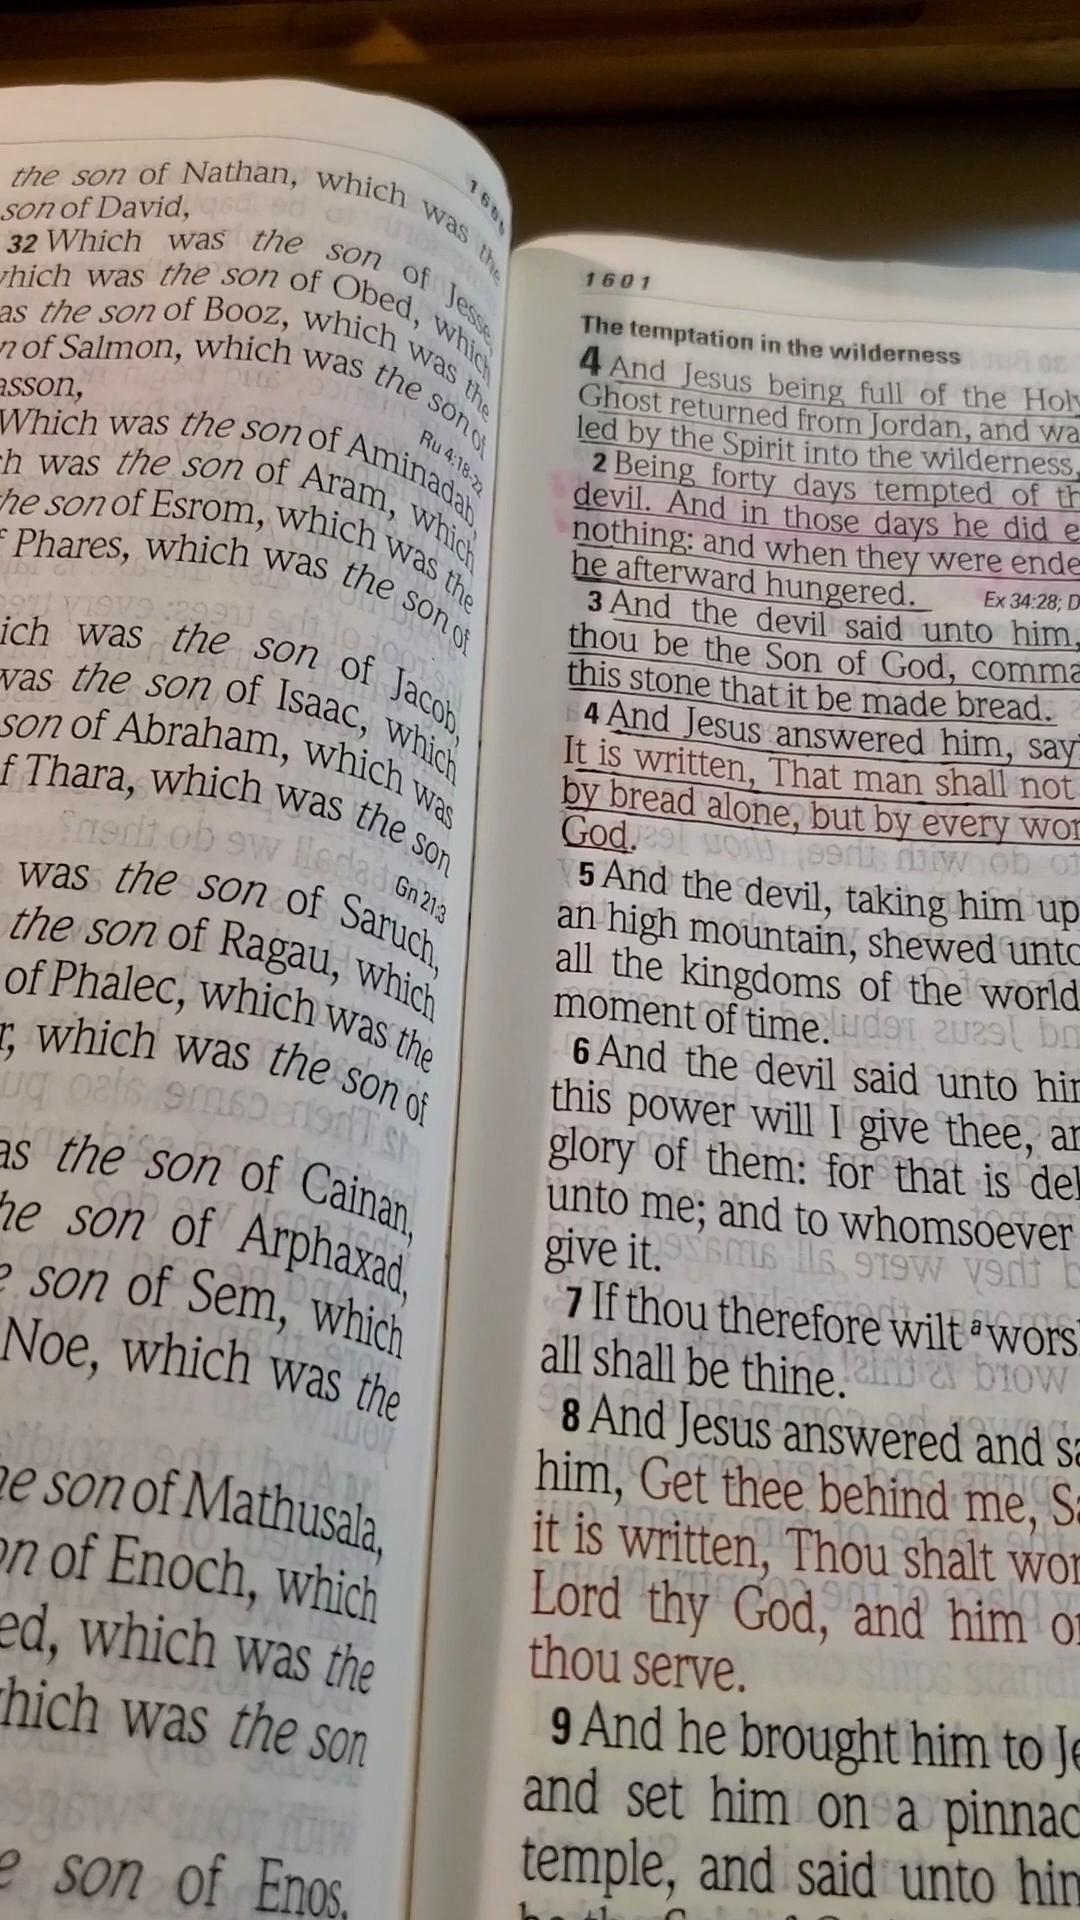 1600
the son of Nathan, which was the
son of David,
32 Which was the son of Jesse,
which was the son of Obed, which
as the son of Booz, which was the
n of Salmon, which was the son of
asson,
Which was the son of Aminadab,
ch was the son of Aram, which
the son of Esrom, which was the
f Phares, which was the son of
Ru 4:18-22
ich was the son of Jacob,
was the son of Isaac, which
son of Abraham, which was
f Thara, which was the son
Gn 21:3
was the son of Saruch,
the son of Ragau, which
of Phalec, which was the
r, which was the son of
as the son of Cainan,
he son of Arphaxad,
e son of Sem, which
Noe, which was the
he son of Mathusala,
on of Enoch, which
ed, which was the
which was the son
e son of Enos,
1601
The temptation in the wilderness
4 And Jesus being full of the Holy
Ghost returned from Jordan, and wa
led by the Spirit into the wilderness,
2 Being forty days tempted of th
devil. And in those days he did e
nothing: and when they were ende
he afterward hungered. Ex 34:28; D
3 And the devil said unto him,
thou be the Son of God, comma
this stone that it be made bread.
4 And Jesus answered him, say
It is written, That man shall not
by bread alone, but by every wor
God.
5 And the devil, taking him up
an high mountain, shewed unto
all the kingdoms of the world
moment of time.
6 And the devil said unto hir
this power will I give thee, ar
glory of them: for that is del
unto me; and to whomsoever
give it.
7 If thou therefore wilt a wors
all shall be thine.
8 And Jesus answered and sa
him, Get thee behind me, Sa
it is written, Thou shalt wor
Lord thy God, and him o
thou serve.
9 And he brought him to Je
and set him on a pinnac
temple, and said unto him